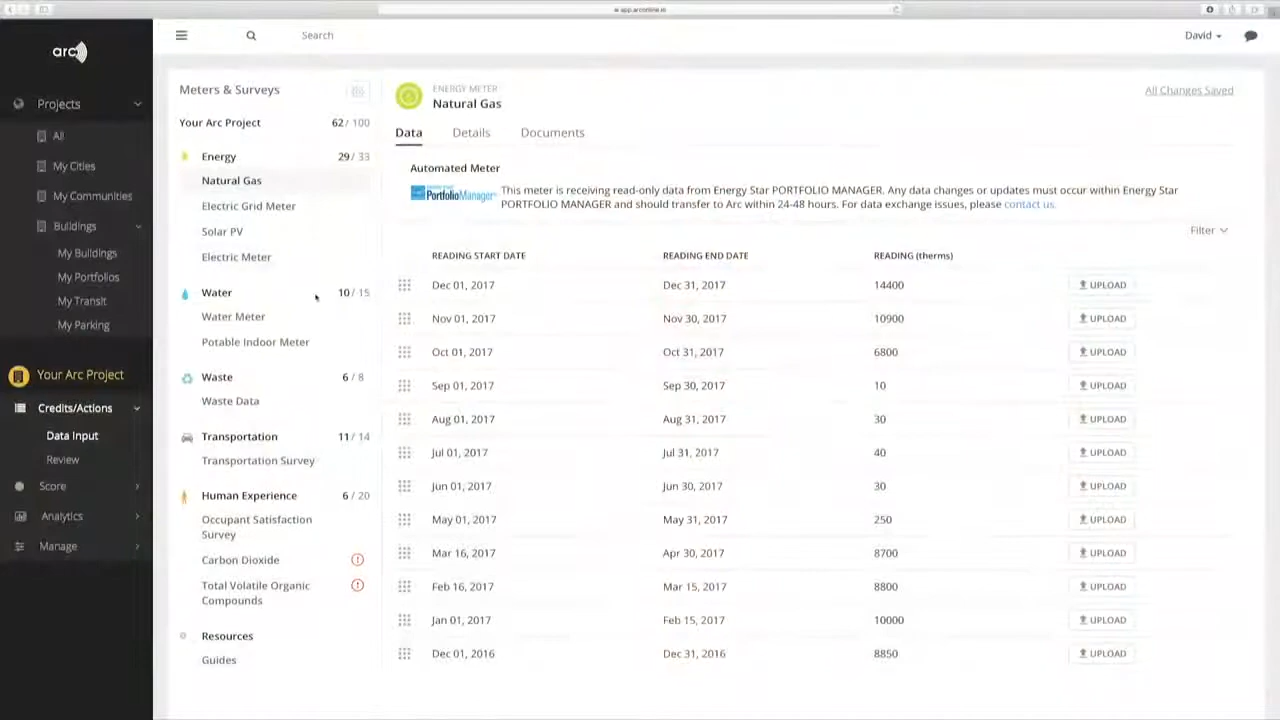 app.arconline.io
arc
Search
David
Projects
All
My Cities
My Communities
Buildings
My Buildings
My Portfolios
My Transit
My Parking
Your Arc Project
Credits/Actions
Data Input
Review
Score
Analytics
Manage
Meters & Surveys
Your Arc Project 62 / 100
Energy 29 / 33
Natural Gas
Electric Grid Meter
Solar PV
Electric Meter
Water 10 / 15
Water Meter
Potable Indoor Meter
Waste 6 / 8
Waste Data
Transportation 11 / 14
Transportation Survey
Human Experience 6 / 20
Occupant Satisfaction
Survey
Carbon Dioxide
Total Volatile Organic
Compounds
Resources
Guides
ENERGY METER
Natural Gas
All Changes Saved
Data Details Documents
Automated Meter
PortfolioManager
This meter is receiving read-only data from Energy Star PORTFOLIO MANAGER. Any data changes or updates must occur within Energy Star
PORTFOLIO MANAGER and should transfer to Arc within 24-48 hours. For data exchange issues, please contact us.
Filter
READING START DATE READING END DATE READING (therms)
Dec 01, 2017 Dec 31, 2017 14400 UPLOAD
Nov 01, 2017 Nov 30, 2017 10900 UPLOAD
Oct 01, 2017 Oct 31, 2017 6800 UPLOAD
Sep 01, 2017 Sep 30, 2017 10 UPLOAD
Aug 01, 2017 Aug 31, 2017 30 UPLOAD
Jul 01, 2017 Jul 31, 2017 40 UPLOAD
Jun 01, 2017 Jun 30, 2017 30 UPLOAD
May 01, 2017 May 31, 2017 250 UPLOAD
Mar 16, 2017 Apr 30, 2017 8700 UPLOAD
Feb 16, 2017 Mar 15, 2017 8800 UPLOAD
Jan 01, 2017 Feb 15, 2017 10000 UPLOAD
Dec 01, 2016 Dec 31, 2016 8850 UPLOAD